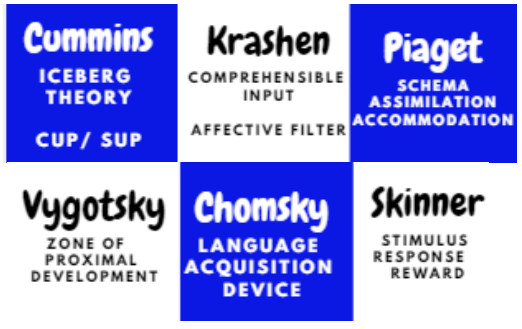 Cummins
ICEBERG
THEORY
CUP/ SUP
Krashen
COMPREHENSIBLE
INPUT
AFFECTIVE FILTER
Piaget
SCHEMA
ASSIMILATION
ACCOMMODATION
Vygotsky
ZONE OF
PROXIMAL
DEVELOPMENT
Chomsky
LANGUAGE
ACQUISITION
DEVICE
Skinner
STIMULUS
RESPONSE
REWARD